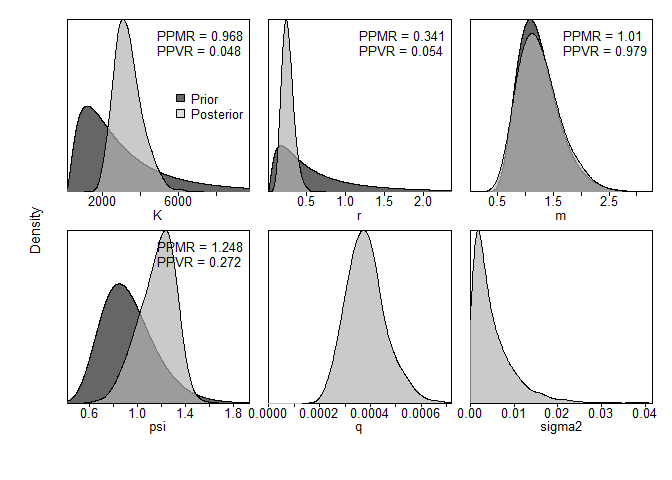 PPMR = 0.968
PPVR = 0.048
Prior
Posterior
2000 6000
K
PPMR = 0.341
PPVR = 0.054
0.5 1.0 1.5 2.0
r
PPMR = 1.01
PPVR = 0.979
0.5 1.5 2.5
m
Density
PPMR = 1.248
PPVR = 0.272
0.6 1.0 1.4 1.8
psi
0.0000 0.0002 0.0004 0.0006
q
0.00 0.01 0.02 0.03 0.04
sigma2